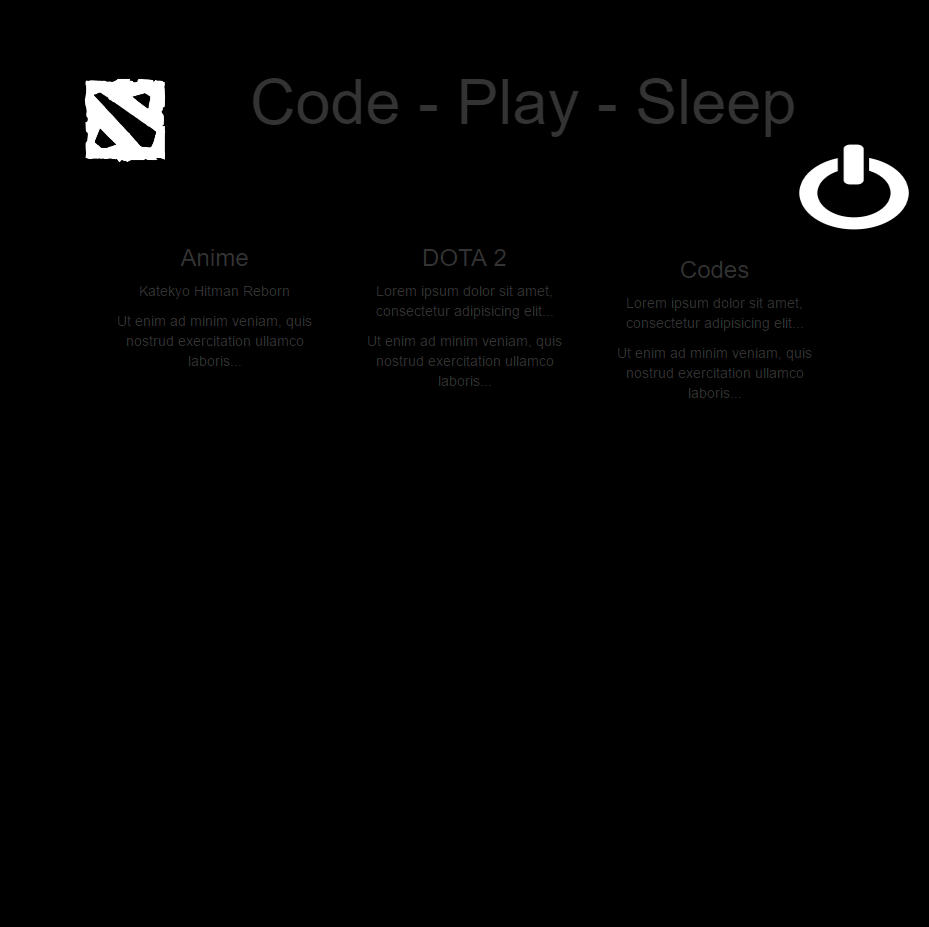 Code - Play - Sleep
Anime
Katekyo Hitman Reborn
Ut enim ad minim veniam, quis
nostrud exercitation ullamco
laboris...
DOTA 2
Lorem ipsum dolor sit amet,
consectetur adipisicing elit...
Ut enim ad minim veniam, quis
nostrud exercitation ullamco
laboris...
Codes
Lorem ipsum dolor sit amet,
consectetur adipisicing elit...
Ut enim ad minim veniam, quis
nostrud exercitation ullamco
laboris...